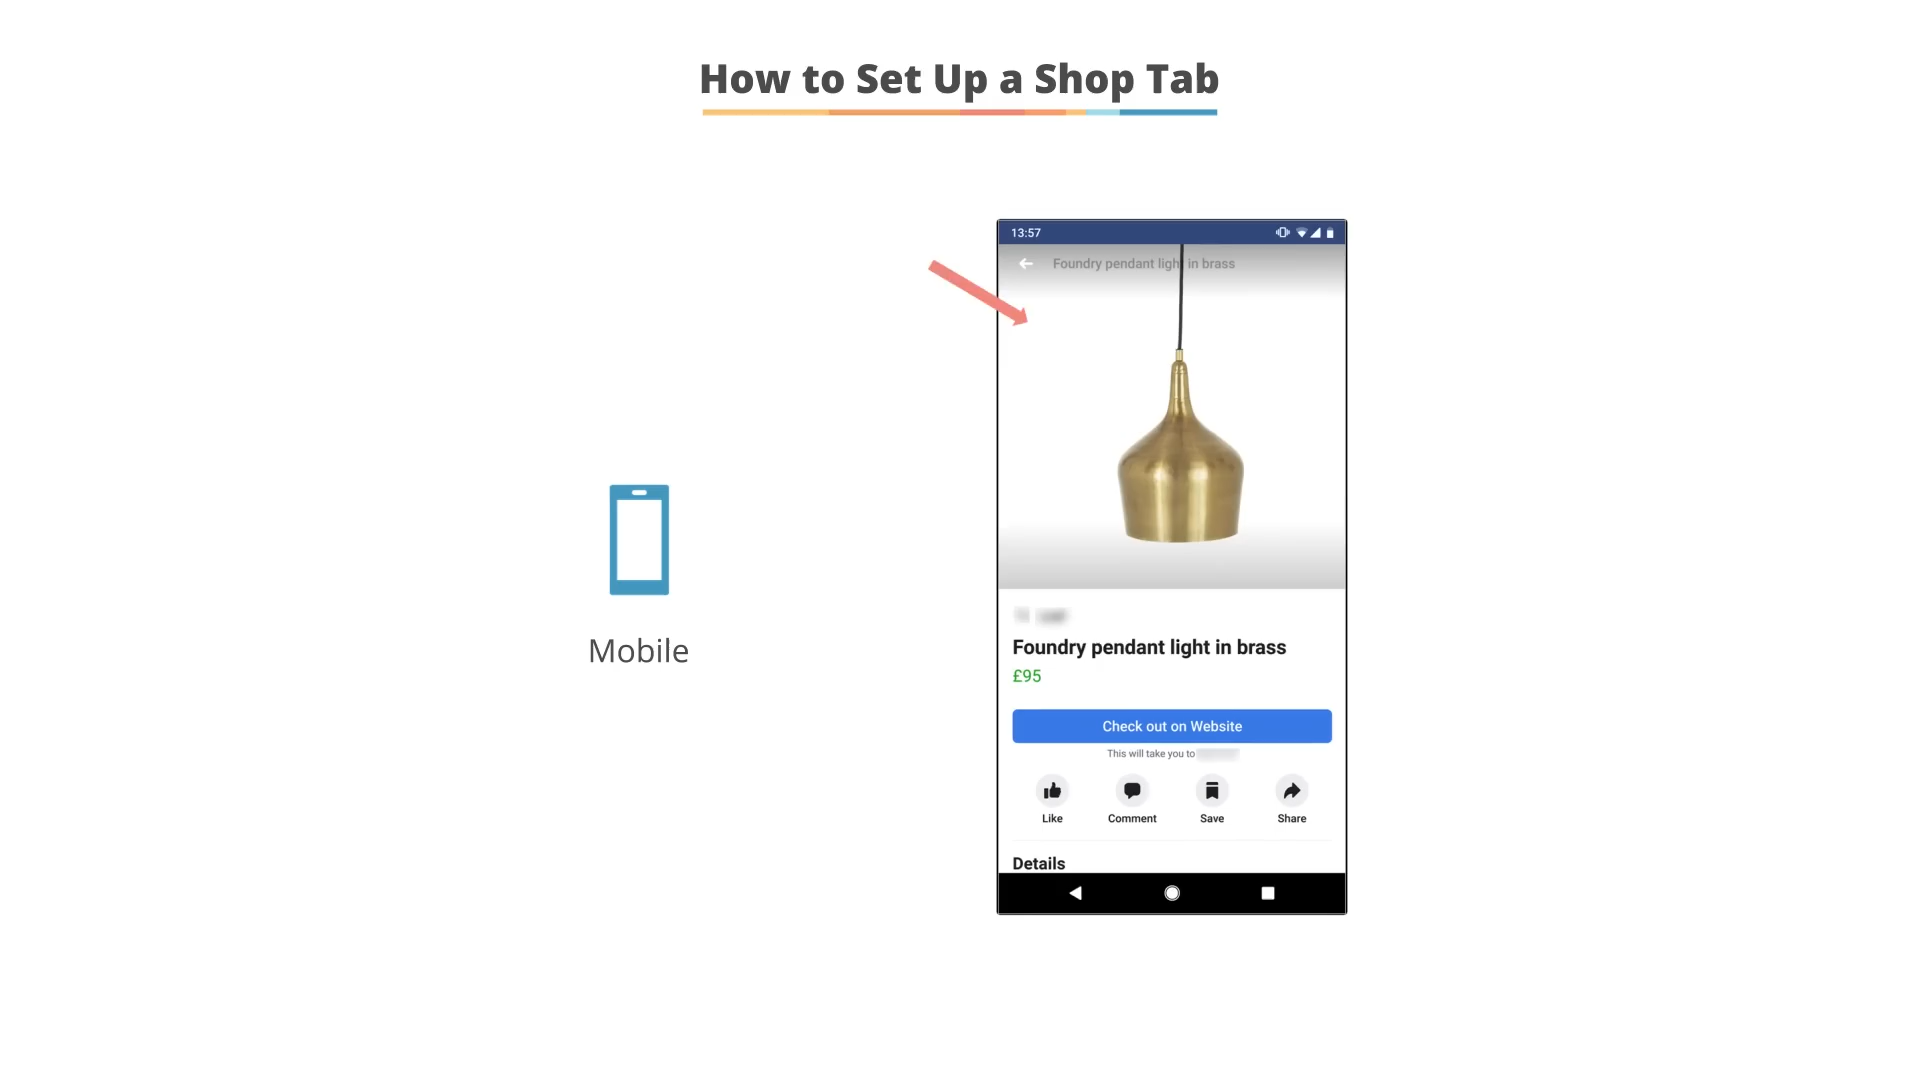 How to Set Up a Shop Tab
13:57
Foundry pendant light in brass
Mobile
Foundry pendant light in brass
£95
Check out on Website
This will take you to
Like
Comment
Save
Share
Details